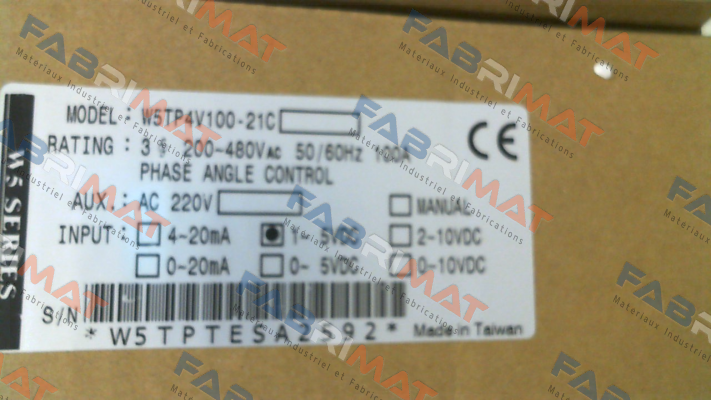 W5 SERIES
MODEL: W5TP4V100-21C
RATING : 3 φ 200-480VAC 50/60Hz 100A
PHASE ANGLE CONTROL
AUX.: AC 220V MANUAL
INPUT: 4~20mA 1~ 5VDC 2-10VDC
0~20mA 0~ 5VDC 0-10VDC
S/N
*W5TPTESA2592*
Made in Taiwan
CE
FABRIMAT
Materiaux Industriel et Fabrications